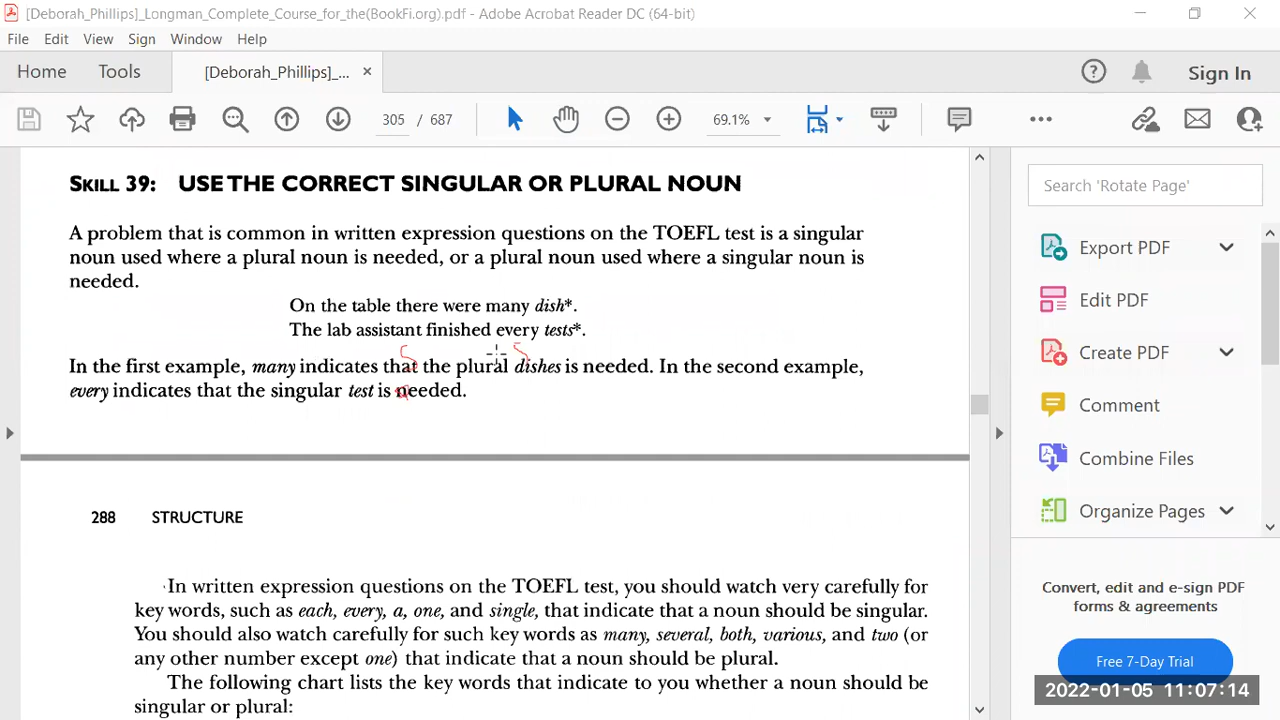 [Deborah_Phillips]_Longman_Complete_Course_for_the(BookFi.org).pdf - Adobe Acrobat Reader DC (64-bit)
File Edit View Sign Window Help
Home Tools [Deborah_Phillips]_... × Sign In
305 / 687 69.1%
SKILL 39: USE THE CORRECT SINGULAR OR PLURAL NOUN
A problem that is common in written expression questions on the TOEFL test is a singular
noun used where a plural noun is needed, or a plural noun used where a singular noun is
needed.
On the table there were many dish*.
The lab assistant finished every tests*.
In the first example, many indicates that the plural dishes is needed. In the second example,
every indicates that the singular test is needed.
288 STRUCTURE
In written expression questions on the TOEFL test, you should watch very carefully for
key words, such as each, every, a, one, and single, that indicate that a noun should be singular.
You should also watch carefully for such key words as many, several, both, various, and two (or
any other number except one) that indicate that a noun should be plural.
The following chart lists the key words that indicate to you whether a noun should be
singular or plural:
Search 'Rotate Page'
Export PDF
Edit PDF
Create PDF
Comment
Combine Files
Organize Pages
Convert, edit and e-sign PDF
forms & agreements
Free 7-Day Trial
2022-01-05 11:07:14